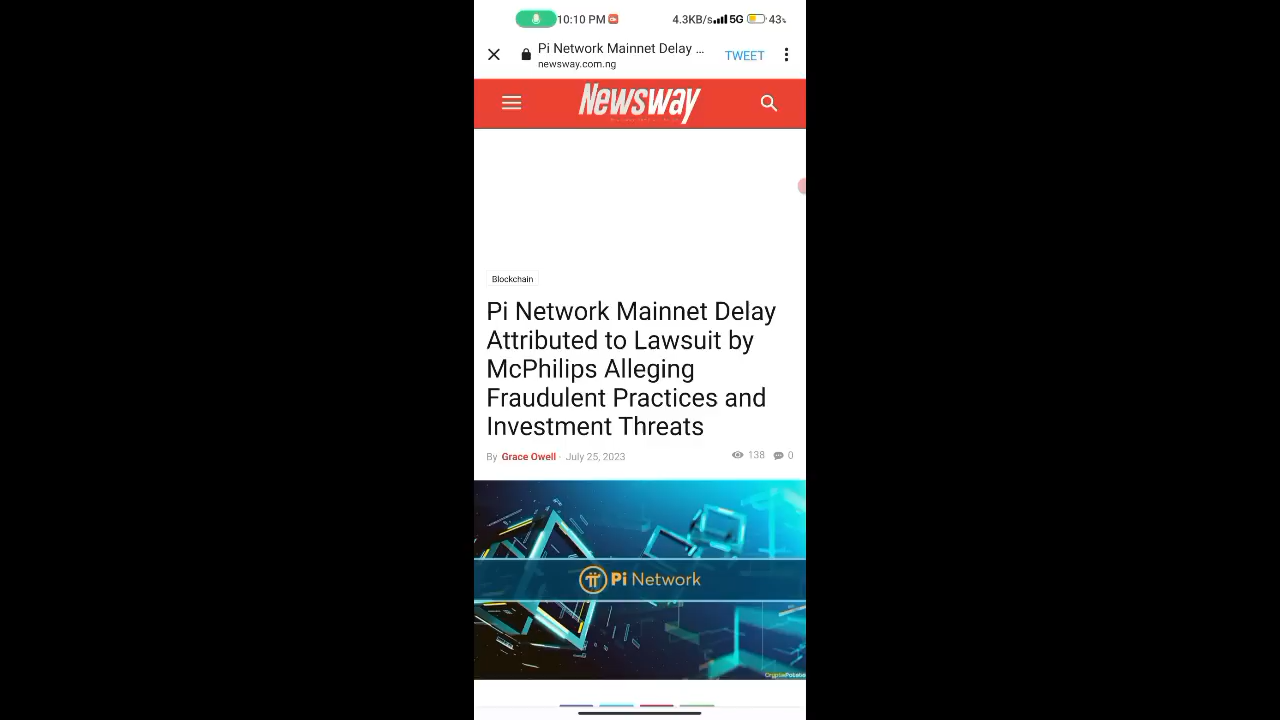 10:10 PM 4.3KB/s 5G 43%
Pi Network Mainnet Delay ...
TWEET
newsway.com.ng
Newsway
Blockchain
Pi Network Mainnet Delay
Attributed to Lawsuit by
McPhilips Alleging
Fraudulent Practices and
Investment Threats
By Grace Owell - July 25, 2023 138 0
Pi Network
CryptoPotato